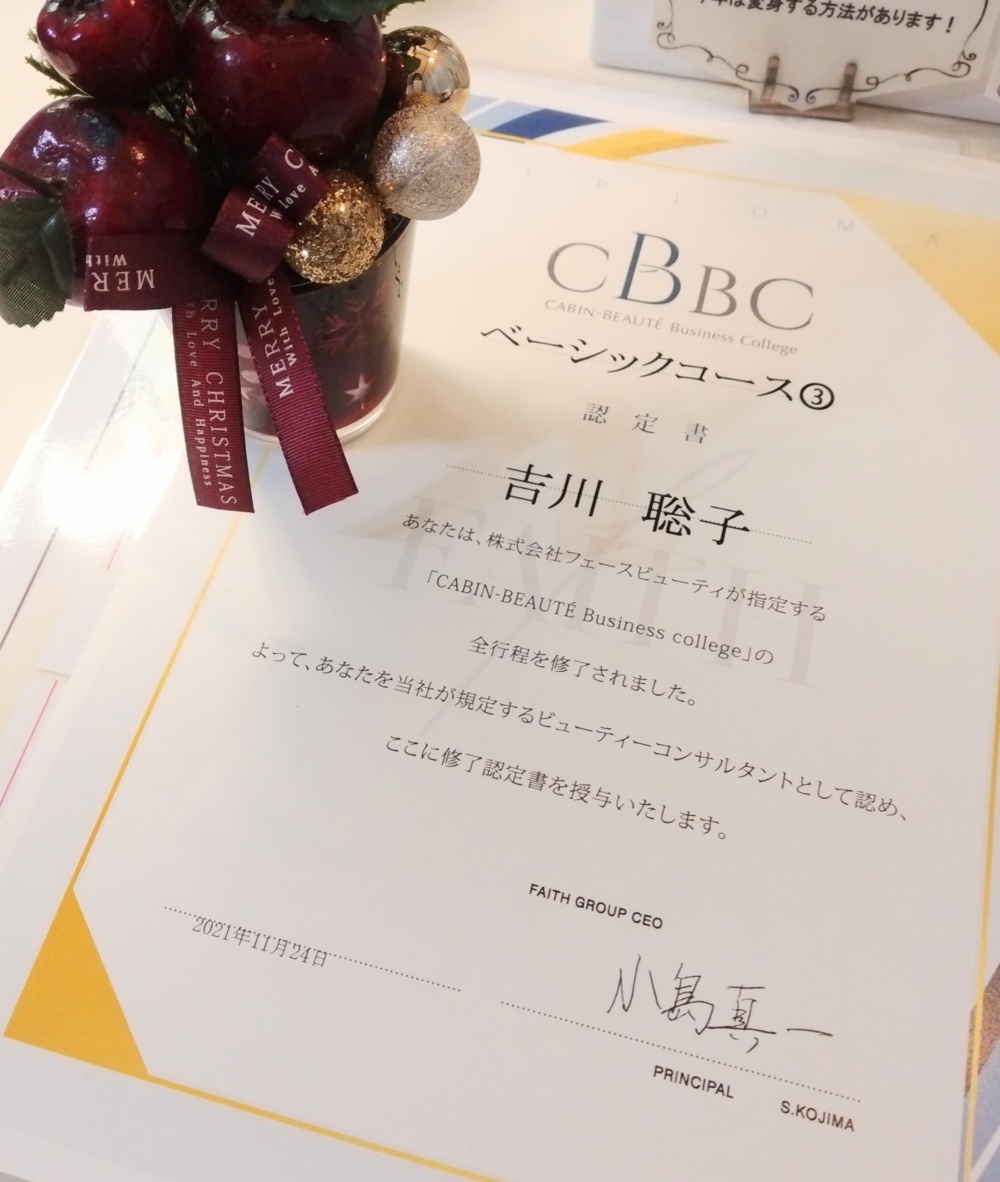 年は変身する方法があります！
DIPLOMA
CBBC
CABIN-BEAUTÉ Business College
ベーシックコース③
認定書
吉川 聡子
あなたは、株式会社フェースビューティが指定する
「CABIN-BEAUTÉ Business college」の
全行程を修了されました。
よって、あなたを当社が規定するビューティーコンサルタントとして認め、
ここに修了認定書を授与いたします。
FAITH
FAITH GROUP CEO
2021年11月24日
小島真一
PRINCIPAL S.KOJIMA
MERRY C
With Love A
MERR
With
RRY CHRISTMAS
th Love And Happiness
MERRY
With Love